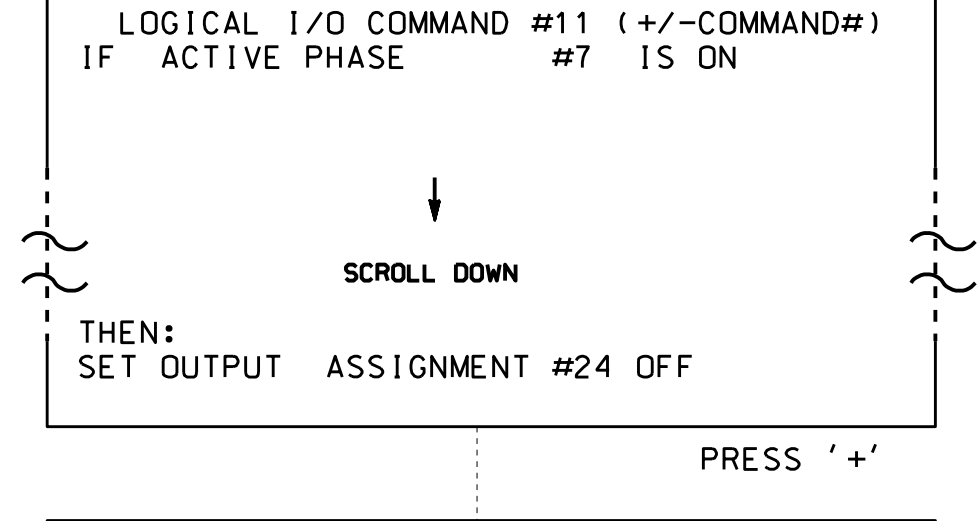 LOGICAL I/O COMMAND #11 (+/-COMMAND#)
IF ACTIVE PHASE #7 IS ON
SCROLL DOWN
THEN:
SET OUTPUT ASSIGNMENT #24 OFF
PRESS '+'